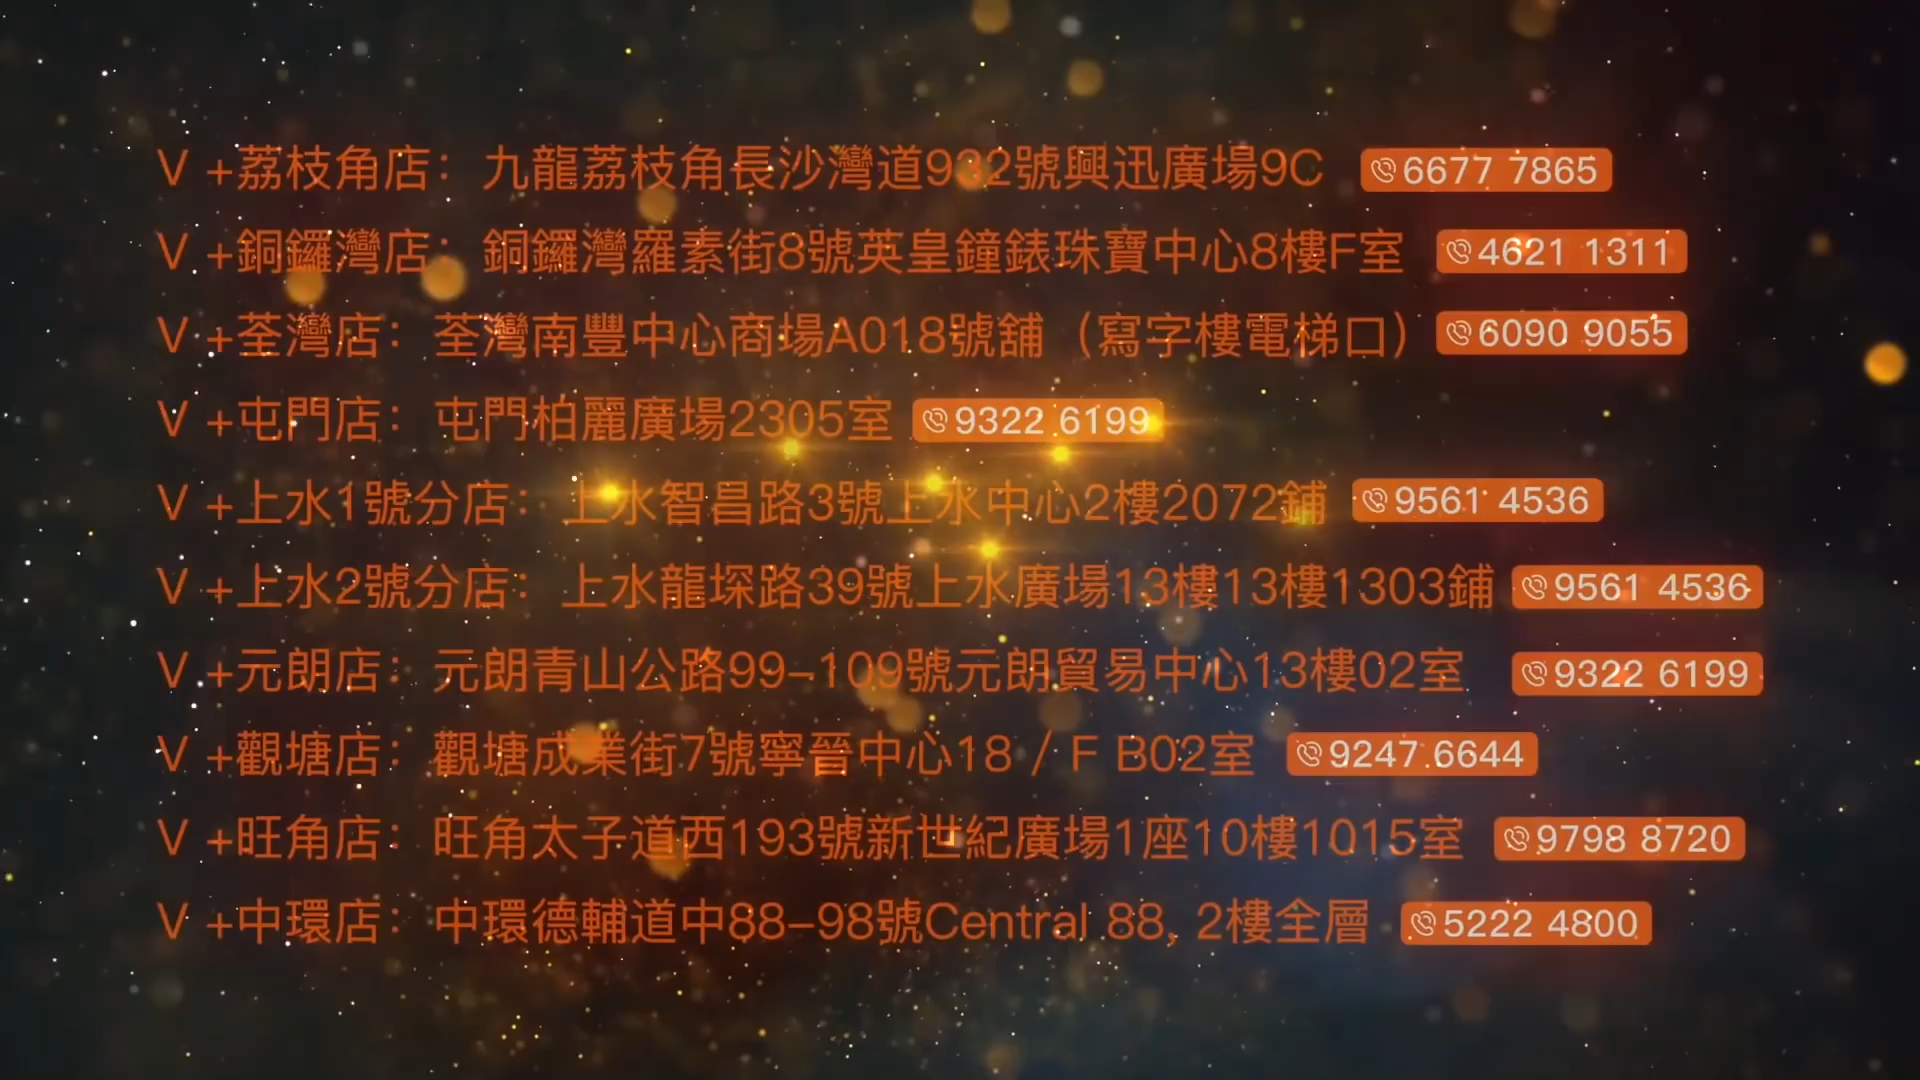 V +荔枝角店：九龍荔枝角長沙灣道932號興迅廣場9C 6677 7865
V +銅鑼灣店：銅鑼灣羅素街8號英皇鐘錶珠寶中心8樓F室 4621 1311
V +荃灣店：荃灣南豐中心商場A018號舖（寫字樓電梯口） 6090 9055
V +屯門店：屯門柏麗廣場2305室 9322 6199
V +上水1號分店：上水智昌路3號上水中心2樓2072鋪 9561 4536
V +上水2號分店：上水龍琛路39號上水廣場13樓13樓1303鋪 9561 4536
V +元朗店：元朗青山公路99-109號元朗貿易中心13樓02室 9322 6199
V +觀塘店：觀塘成業街7號寧晉中心18 / F B02室 9247 6644
V +旺角店：旺角太子道西193號新世紀廣場1座10樓1015室 9798 8720
V +中環店：中環德輔道中88-98號Central 88, 2樓全層 5222 4800